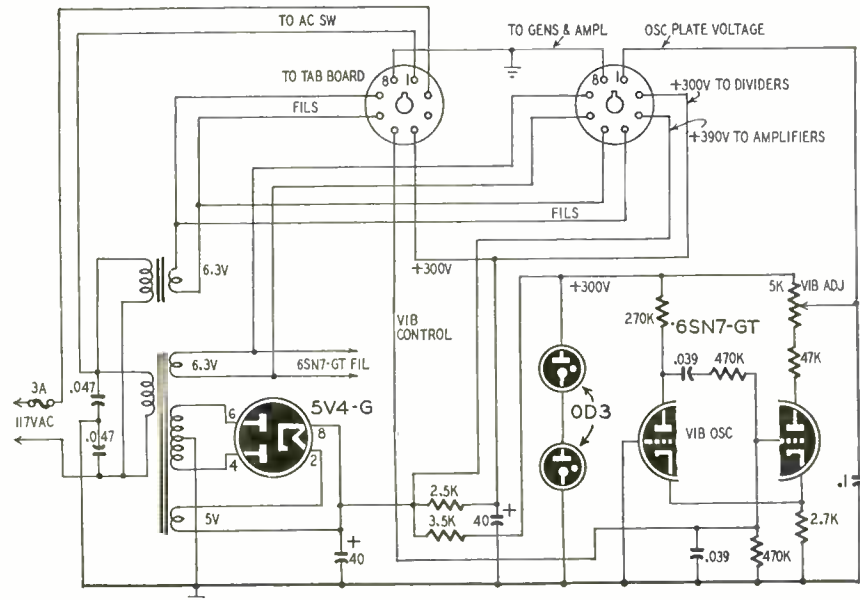 TO AC SW
TO GENS & AMPL
OSC PLATE VOLTAGE
TO TAB BOARD
8 1
8 1
+300V TO DIVIDERS
FILS
+390V TO AMPLIFIERS
FILS
6.3V
+300V
+300V
5K
VIB ADJ
VIB
CONTROL
270K
6SN7-GT
.039
470K
47K
6.3V
6SN7-GT FIL
3A
.047
117VAC
.047
5V4-G
6
8
4
2
OD3
VIB OSC
.1
2.5K
3.5K
40
+
2.7K
5V
+
40
.039
470K